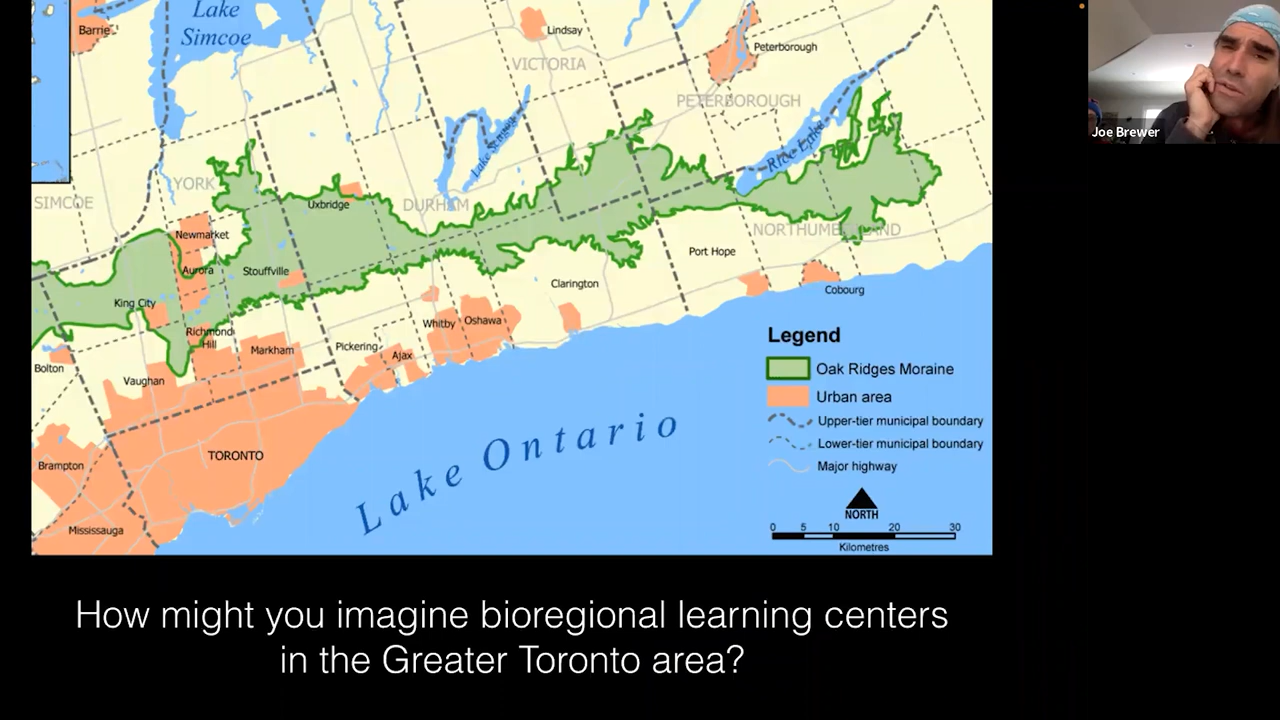 Lake
Simcoe
Barrie
Lindsay
VICTORIA
Peterborough
PETERBOROUGH
Rice Lake
YORK
SIMCOE
Uxbridge
DURHAM
Newmarket
Aurora
Stouffville
NORTHUMBERLAND
Port Hope
Clarington
King City
Cobourg
Richmond
Hill
Markham
Pickering
Whitby
Oshawa
Ajax
Bolton
Vaughan
TORONTO
Brampton
Mississauga
Lake Ontario
Legend
Oak Ridges Moraine
Urban area
Upper-tier municipal boundary
Lower-tier municipal boundary
Major highway
NORTH
0 5 10 20 30
Kilometres
How might you imagine bioregional learning centers
in the Greater Toronto area?
Joe Brewer